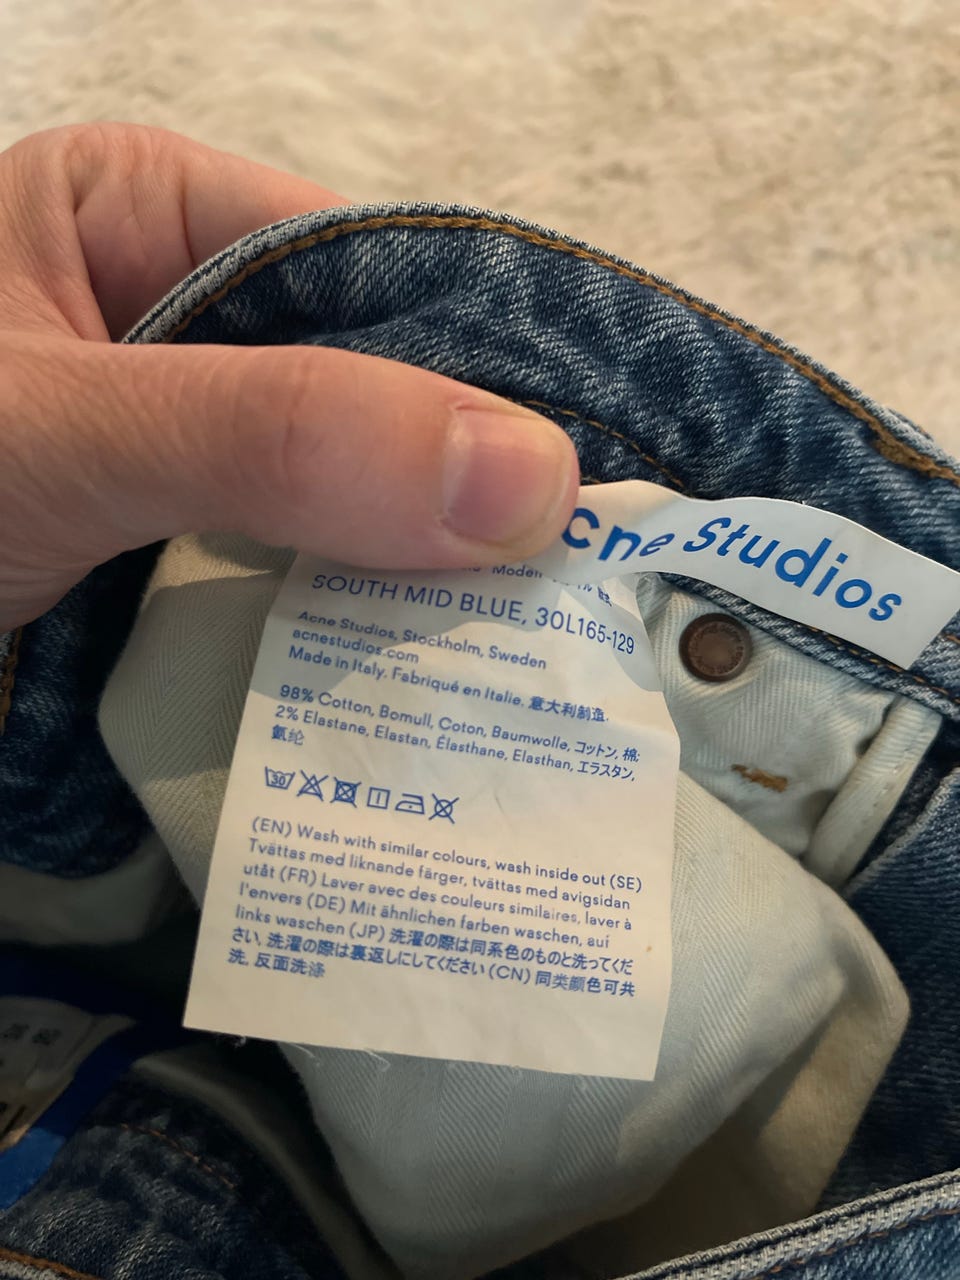 cne Studios
SOUTH MID BLUE, 30L165-129
Acne Studios, Stockholm, Sweden
acnestudios.com
Made in Italy. Fabriqué en Italie. 意大利制造.
98% Cotton, Bomull, Coton, Baumwolle, コットン, 棉;
2% Elastane, Elastan, Élasthane, Elasthan, エラスタン,
氨纶
30
(EN) Wash with similar colours, wash inside out (SE)
Tvättas med liknande färger, tvättas med avigsidan
utåt (FR) Laver avec des couleurs similaires, laver à
l'envers (DE) Mit ähnlichen farben waschen, aui
links waschen (JP) 洗濯の際は同系色のものと洗ってくだ
さい, 洗濯の際は裏返しにしてください (CN) 同类颜色可共
洗, 反面洗涤